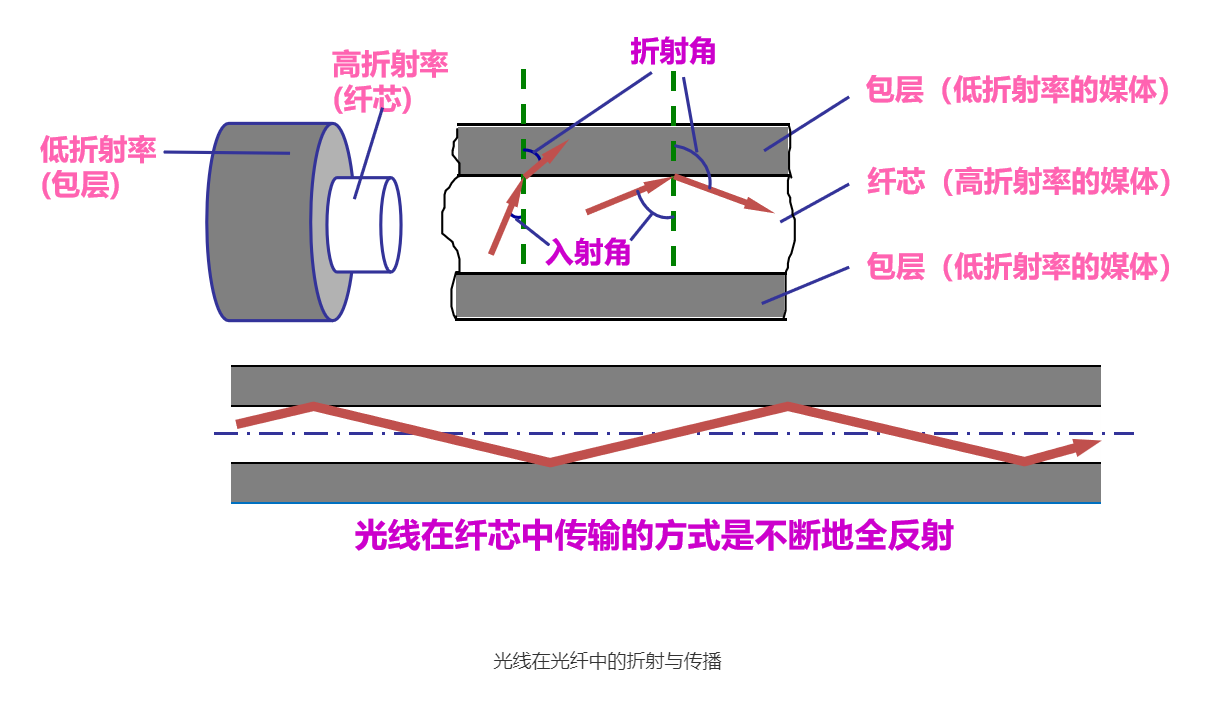 折射角
高折射率
(纤芯)
包层（低折射率的媒体）
低折射率
(包层)
纤芯（高折射率的媒体）
入射角
包层（低折射率的媒体）
光线在纤芯中传输的方式是不断地全反射
光线在光纤中的折射与传播